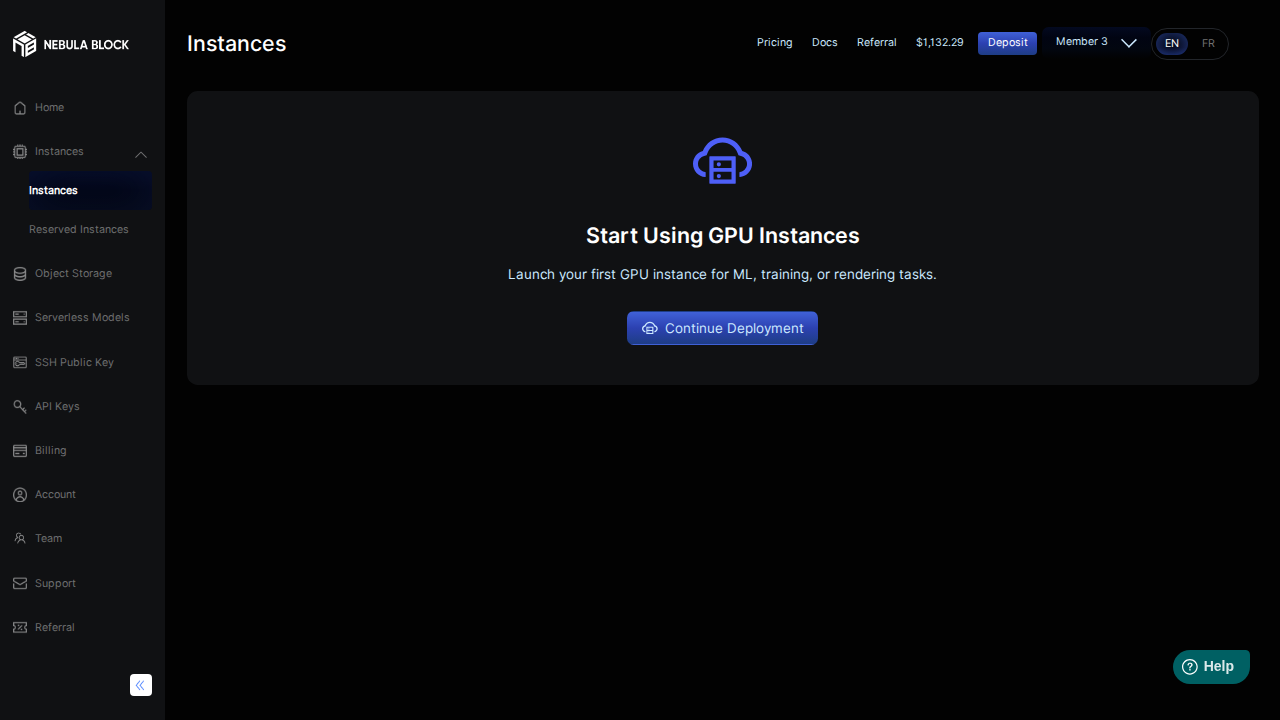 NEBULA BLOCK
Home
Instances
Instances
Reserved Instances
Object Storage
Serverless Models
SSH Public Key
API Keys
Billing
Account
Team
Support
Referral
Instances
Pricing Docs Referral $1,132.29 Deposit Member 3 EN FR
Start Using GPU Instances
Launch your first GPU instance for ML, training, or rendering tasks.
Continue Deployment
Help